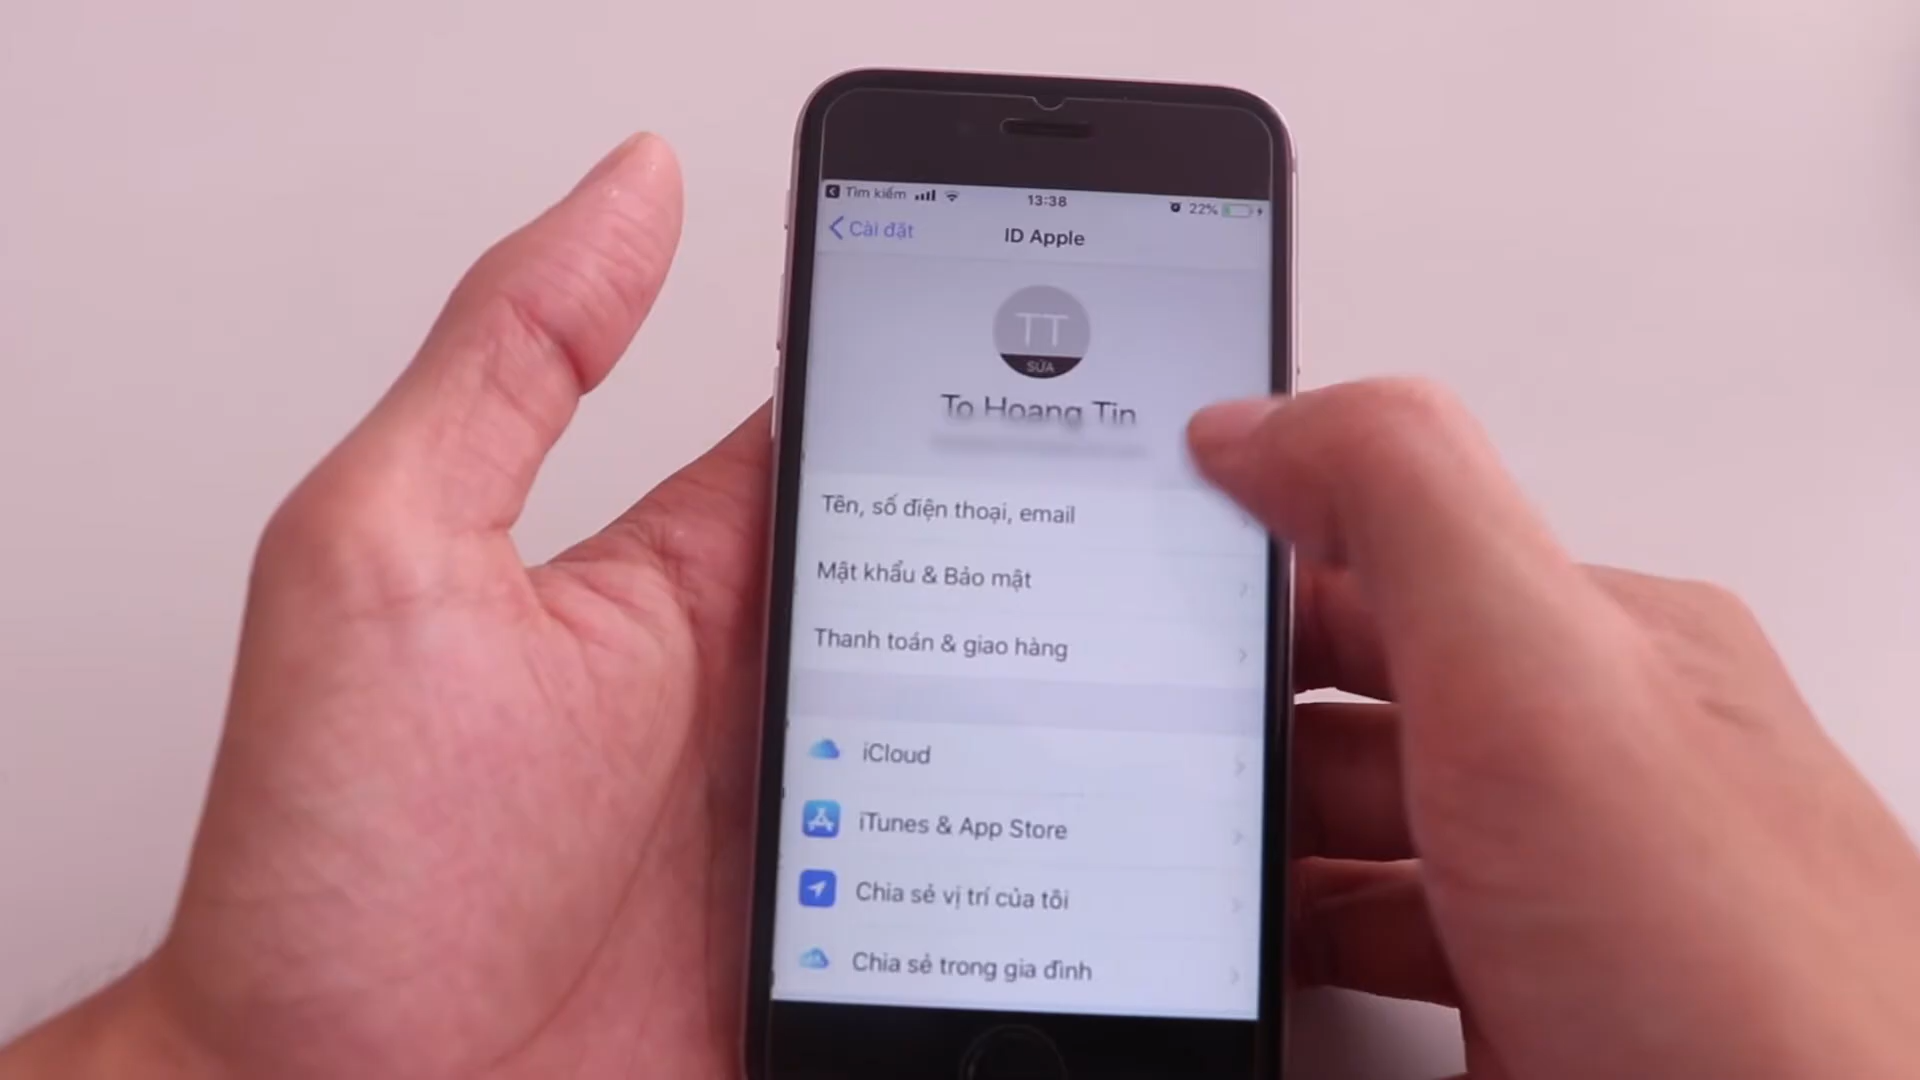 Tìm kiếm 13:38 22%
Cài đặt ID Apple
TT
SỬA
To Hoang Tin
Tên, số điện thoại, email
Mật khẩu & Bảo mật
Thanh toán & giao hàng
iCloud
iTunes & App Store
Chia sẻ vị trí của tôi
Chia sẻ trong gia đình